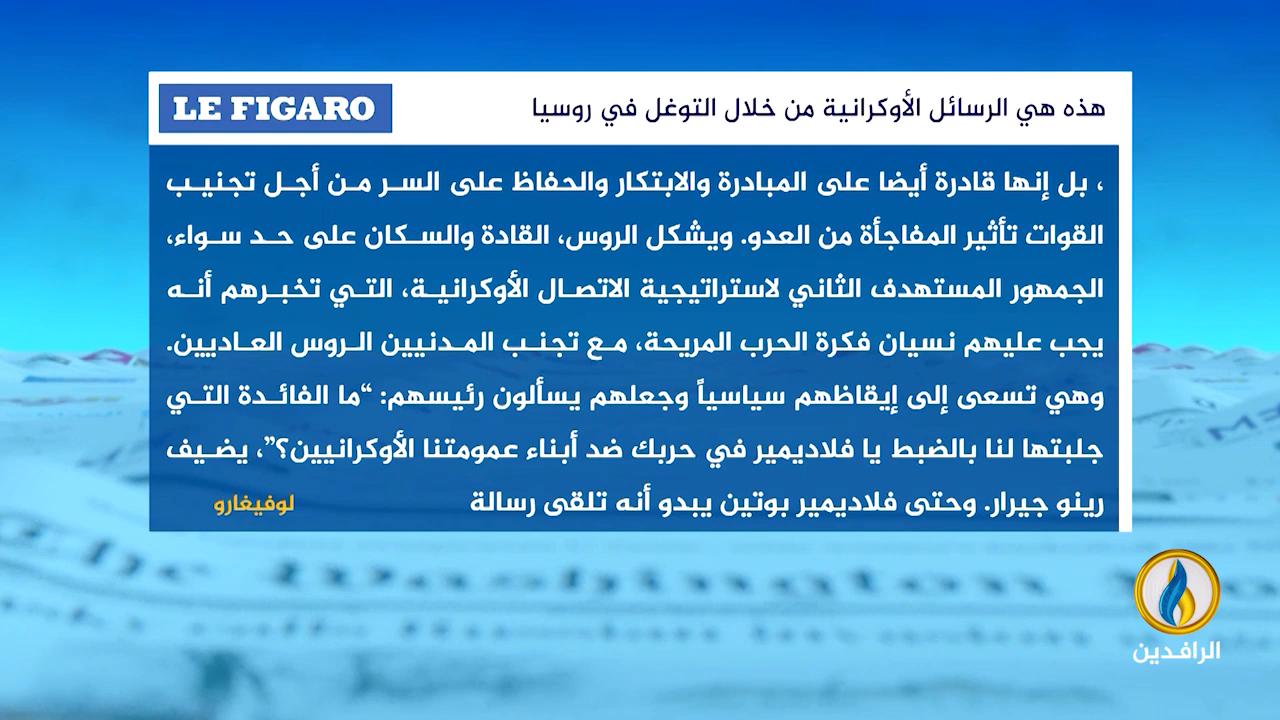 LE FIGARO
هذه هي الرسائل الأوكرانية من خلال التوغل في روسيا
، بل إنها قادرة أيضا على المبادرة والابتكار والحفاظ على السر من أجل تجنيب
القوات تأثير المفاجأة من العدو. ويشكل الروس، القادة والسكان على حد سواء،
الجمهور المستهدف الثاني لاستراتيجية الاتصال الأوكرانية، التي تخبرهم أنه
يجب عليهم نسيان فكرة الحرب المريحة، مع تجنب المدنيين الروس العاديين.
وهي تسعى إلى إيقاظهم سياسياً وجعلهم يسألون رئيسهم: “ما الفائدة التي
جلبتها لنا بالضبط يا فلاديمير في حربك ضد أبناء عمومتنا الأوكرانيين؟”، يضيف
رينو جيرار. وحتى فلاديمير بوتين يبدو أنه تلقى رسالة
لوفيغارو
الرافدين